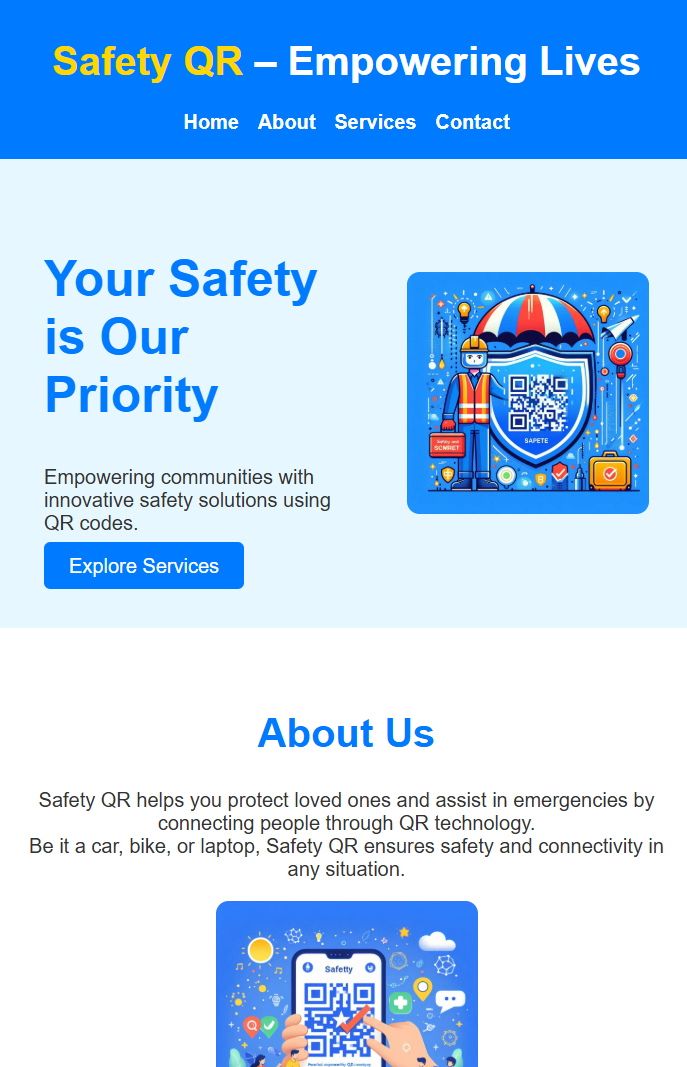 Safety QR – Empowering Lives
Home About Services Contact
Your Safety
is Our
Priority
Empowering communities with
innovative safety solutions using
QR codes.
Explore Services
SAPETE
SCMRET
About Us
Safety QR helps you protect loved ones and assist in emergencies by
connecting people through QR technology.
Be it a car, bike, or laptop, Safety QR ensures safety and connectivity in
any situation.
Safetty